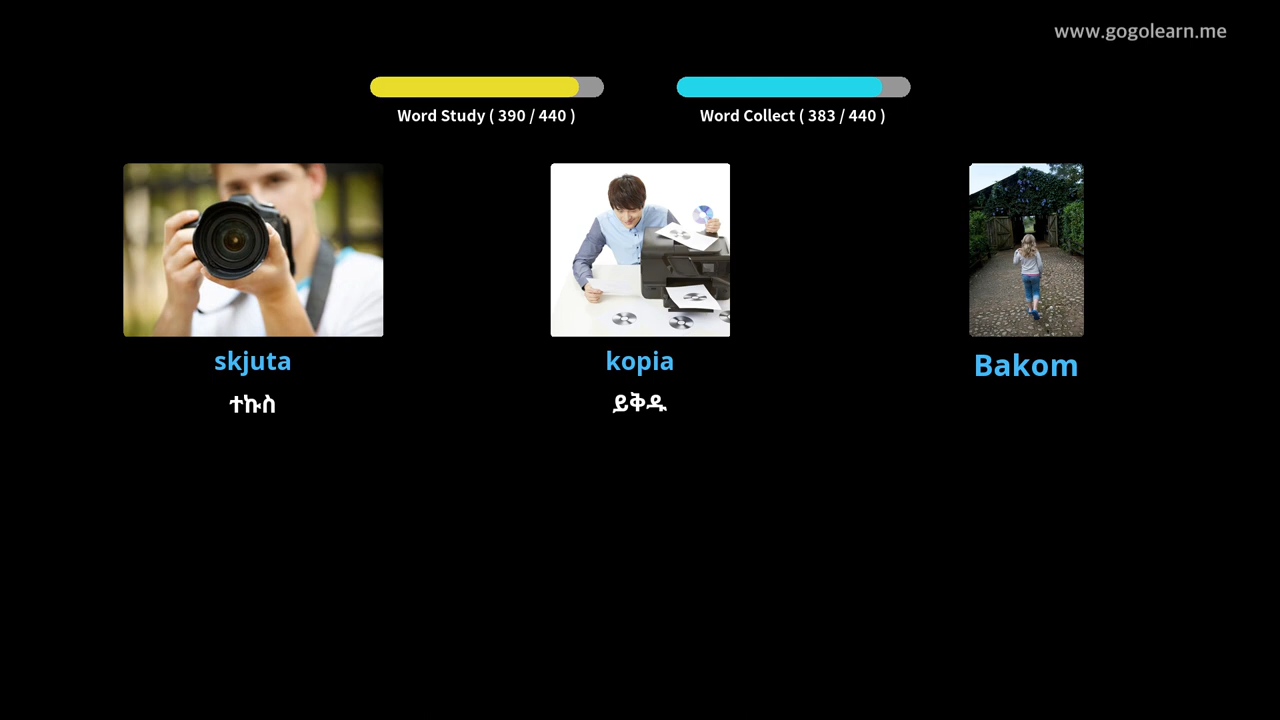 www.gogolearn.me
Word Study ( 390 / 440 )
Word Collect ( 383 / 440 )
skjuta
kopia
Bakom
ተኩስ
ይቅዱ